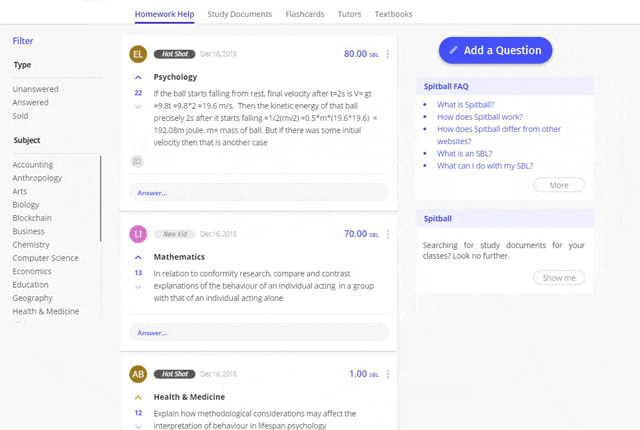 Homework Help Study Documents Flashcards Tutors Textbooks
Filter
Type
Unanswered
Answered
Sold
Subject
Accounting
Anthropology
Arts
Biology
Blockchain
Business
Chemistry
Computer Science
Economics
Education
Geography
Health & Medicine
EL Hot Shot Dec 16, 2018 80.00 SBL
Psychology
22
If the ball starts falling from rest, final velocity after t=2s is V= gt
=9.8t =9.8*2 =19.6 m/s. Then the kinetic energy of that ball
precisely 2s after it starts falling =1/2(mv2) =0.5*m*(19.6*19.6) =
192.08m joule. m= mass of ball. But if there was some initial
velocity then that is another case
Answer...
LI New Kid Dec 16, 2018 70.00 SBL
Mathematics
13
In relation to conformity research, compare and contrast
explanations of the behaviour of an individual acting in a group
with that of an individual acting alone
Answer...
AB Hot Shot Dec 16, 2018 1.00 SBL
Health & Medicine
12
Explain how methodological considerations may affect the
interpretation of behaviour in lifespan psychology
Add a Question
Spitball FAQ
What is Spitball?
How does Spitball work?
How does Spitball differ from other
websites?
What is an SBL?
What can I do with my SBL?
More
Spitball
Searching for study documents for your
classes? Look no further.
Show me